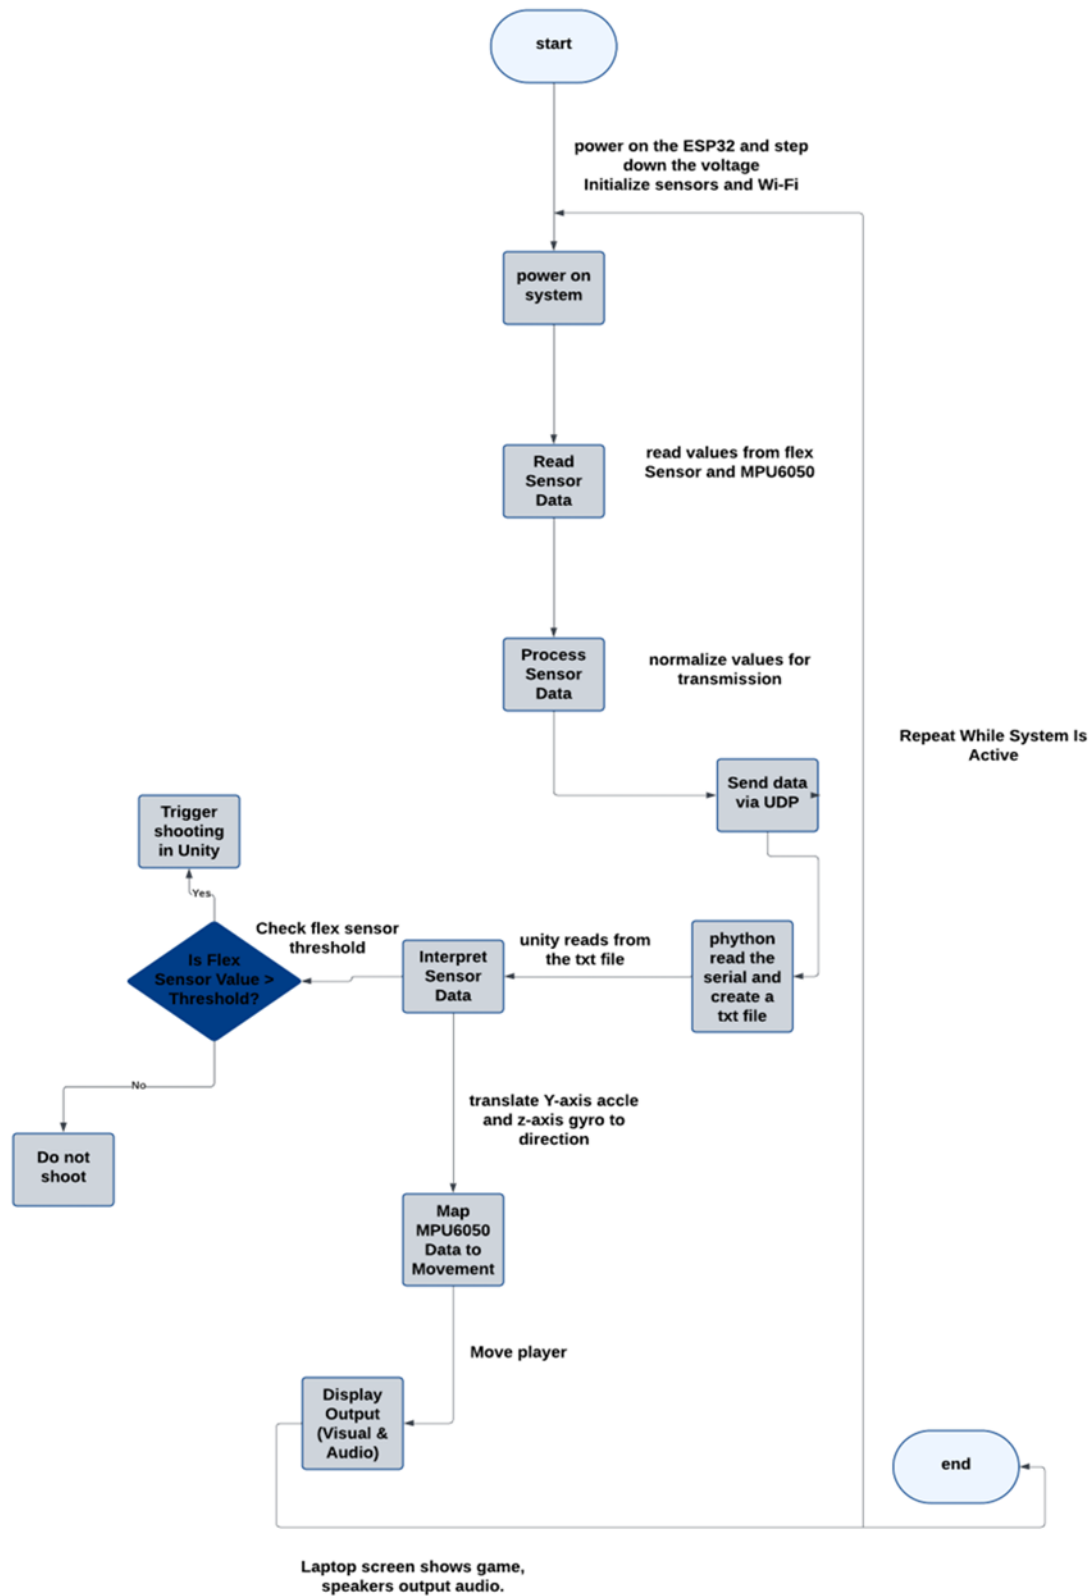 start
power on the ESP32 and step
down the voltage
Initialize sensors and Wi-Fi
power on
system
Read
Sensor
Data
read values from flex
Sensor and MPU6050
Process
Sensor
Data
normalize values for
transmission
Repeat While System Is
Active
Send data
via UDP
Trigger
shooting
in Unity
Yes
Check flex sensor
threshold
Is Flex
Sensor Value >
Threshold?
Interpret
Sensor
Data
unity reads from
the txt file
phython
read the
serial and
create a
txt file
No
Do not
shoot
translate Y-axis accle
and z-axis gyro to
direction
Map
MPU6050
Data to
Movement
Move player
Display
Output
(Visual &
Audio)
end
Laptop screen shows game,
speakers output audio.